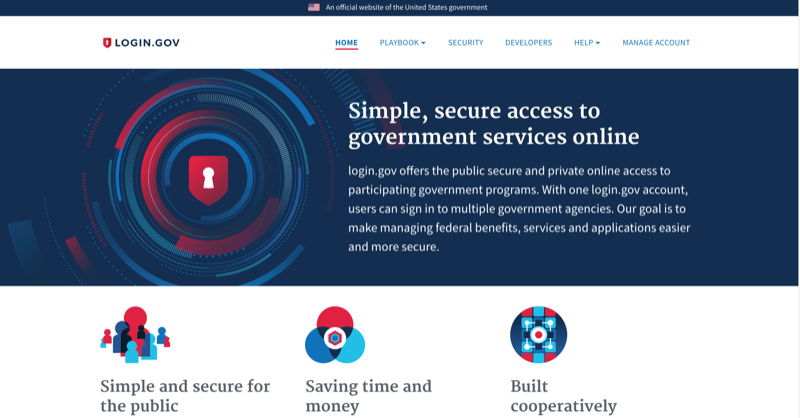 An official website of the United States government
LOGIN.GOV
HOME PLAYBOOK SECURITY DEVELOPERS HELP MANAGE ACCOUNT
Simple, secure access to
government services online
login.gov offers the public secure and private online access to
participating government programs. With one login.gov account,
users can sign in to multiple government agencies. Our goal is to
make managing federal benefits, services and applications easier
and more secure.
Simple and secure for
the public
Saving time and
money
Built
cooperatively